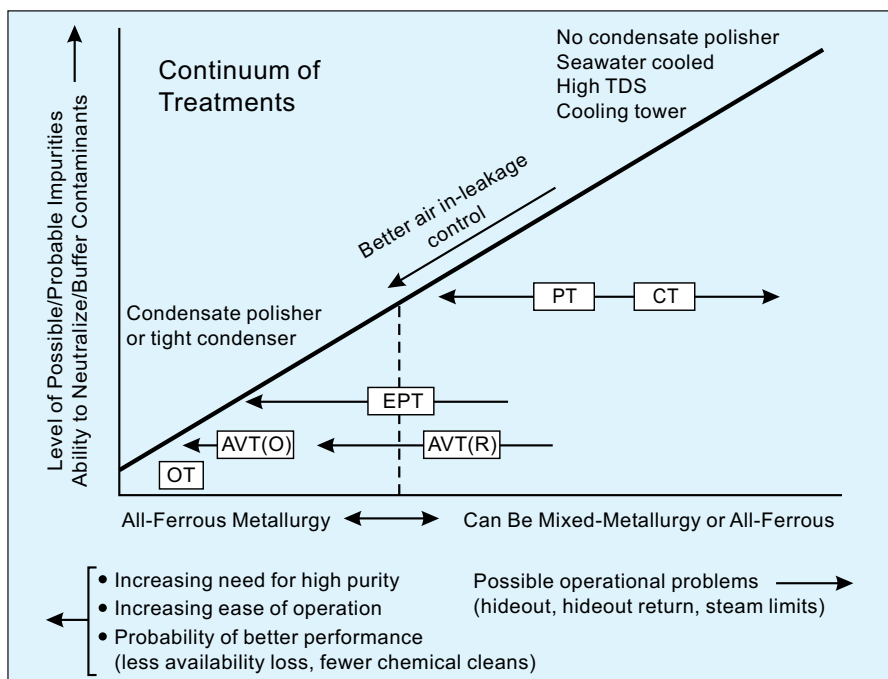 Continuum of
Treatments
No condensate polisher
Seawater cooled
High TDS
Cooling tower
Level of Possible/Probable Impurities
Ability to Neutralize/Buffer Contaminants
Better air in-leakage
control
PT
CT
Condensate polisher
or tight condenser
EPT
AVT(O)
AVT(R)
OT
All-Ferrous Metallurgy
Can Be Mixed-Metallurgy or All-Ferrous
• Increasing need for high purity
• Increasing ease of operation
• Probability of better performance
(less availability loss, fewer chemical cleans)
Possible operational problems
(hideout, hideout return, steam limits)